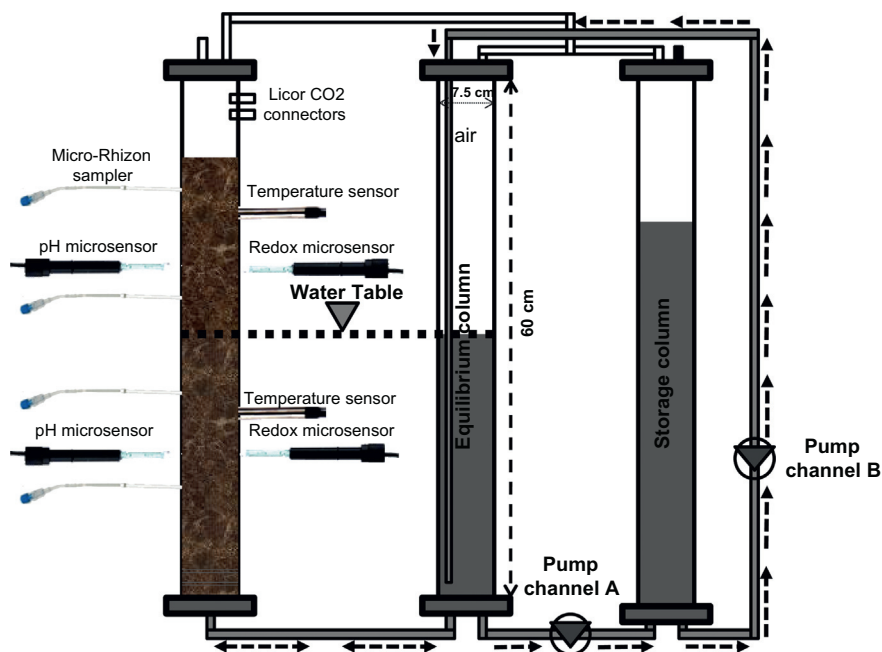 Licor CO2
connectors
7.5 cm
air
Micro-Rhizon
sampler
Temperature sensor
pH microsensor
Redox microsensor
Water Table
60 cm
Equilibrium column
Storage column
Temperature sensor
pH microsensor
Redox microsensor
Pump
channel B
Pump
channel A